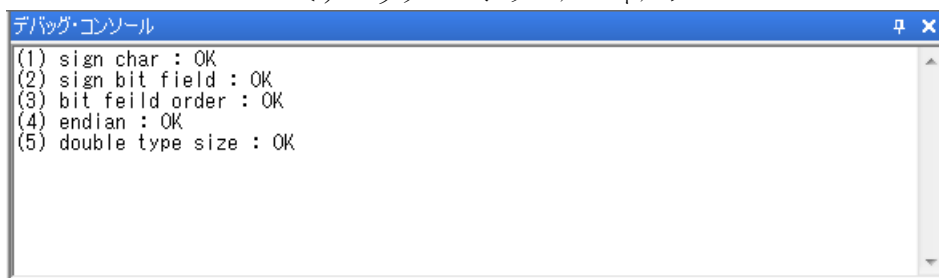 デバッグ・コンソール
(1) sign char : OK
(2) sign bit field : OK
(3) bit feild order : OK
(4) endian : OK
(5) double type size : OK